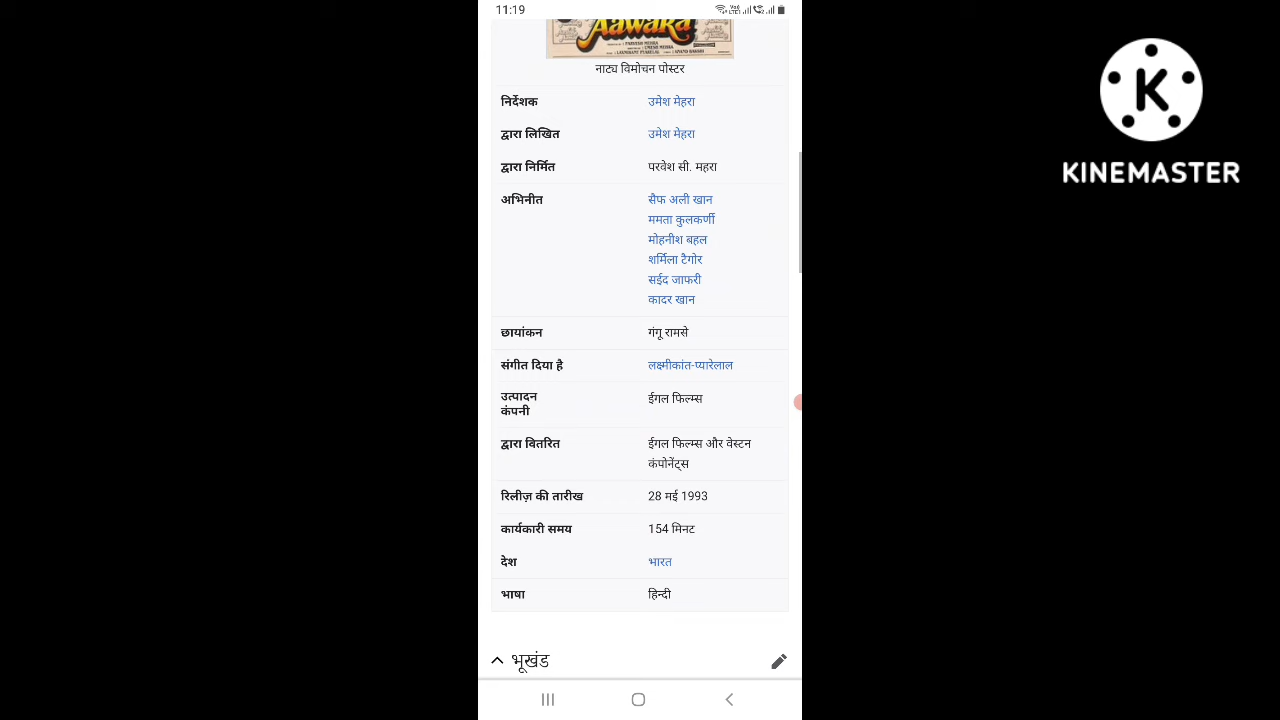 11:19
Aawara
नाट्य विमोचन पोस्टर
निर्देशक उमेश मेहरा
द्वारा लिखित उमेश मेहरा
द्वारा निर्मित परवेश सी. महरा
अभिनीत सैफ अली खान
ममता कुलकर्णी
मोहनीश बहल
शर्मिला टैगोर
सईद जाफरी
कादर खान
छायांकन गंगू रामसे
संगीत दिया है लक्ष्मीकांत-प्यारेलाल
उत्पादन
कंपनी ईगल फिल्म्स
द्वारा वितरित ईगल फिल्म्स और वेस्टन
कंपोनेंट्स
रिलीज़ की तारीख 28 मई 1993
कार्यकारी समय 154 मिनट
देश भारत
भाषा हिन्दी
भूखंड
K
KINEMASTER